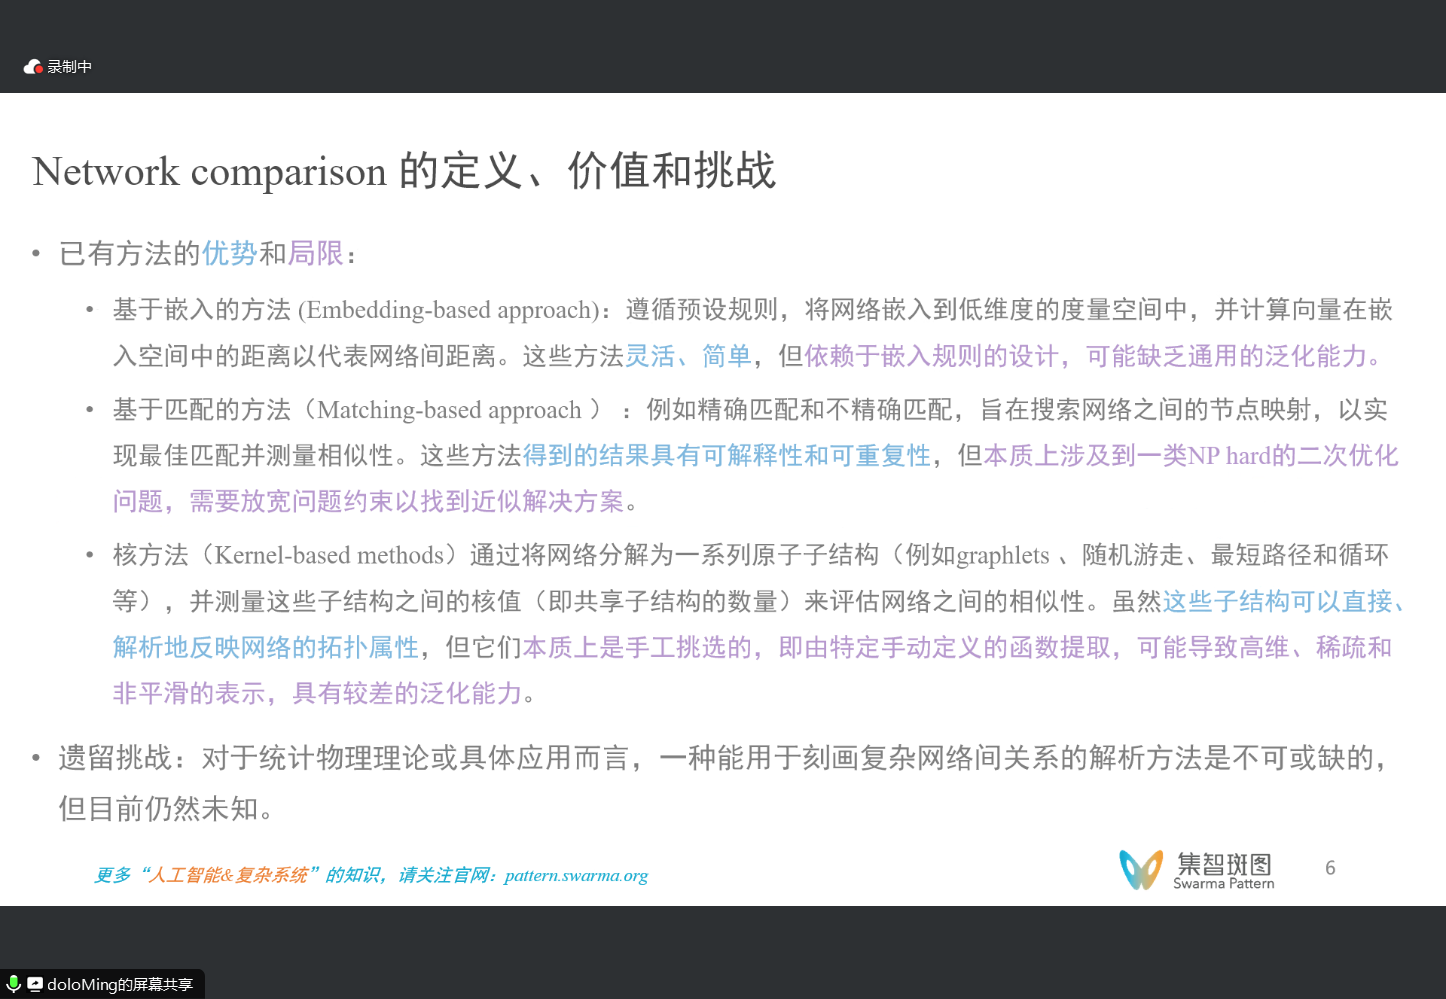 录制中
Network comparison 的定义、价值和挑战
• 已有方法的优势和局限：
• 基于嵌入的方法 (Embedding-based approach)：遵循预设规则，将网络嵌入到低维度的度量空间中，并计算向量在嵌
入空间中的距离以代表网络间距离。这些方法灵活、简单，但依赖于嵌入规则的设计，可能缺乏通用的泛化能力。
• 基于匹配的方法（Matching-based approach ） ：例如精确匹配和不精确匹配，旨在搜索网络之间的节点映射，以实
现最佳匹配并测量相似性。这些方法得到的结果具有可解释性和可重复性，但本质上涉及到一类NP hard的二次优化
问题，需要放宽问题约束以找到近似解决方案。
• 核方法（Kernel-based methods）通过将网络分解为一系列原子子结构（例如graphlets 、随机游走、最短路径和循环
等），并测量这些子结构之间的核值（即共享子结构的数量）来评估网络之间的相似性。虽然这些子结构可以直接、
解析地反映网络的拓扑属性，但它们本质上是手工挑选的，即由特定手动定义的函数提取，可能导致高维、稀疏和
非平滑的表示，具有较差的泛化能力。
• 遗留挑战：对于统计物理理论或具体应用而言，一种能用于刻画复杂网络间关系的解析方法是不可或缺的，
但目前仍然未知。
更多“人工智能&复杂系统”的知识，请关注官网：pattern.swarma.org
集智斑图
Swarma Pattern
6
doloMing的屏幕共享